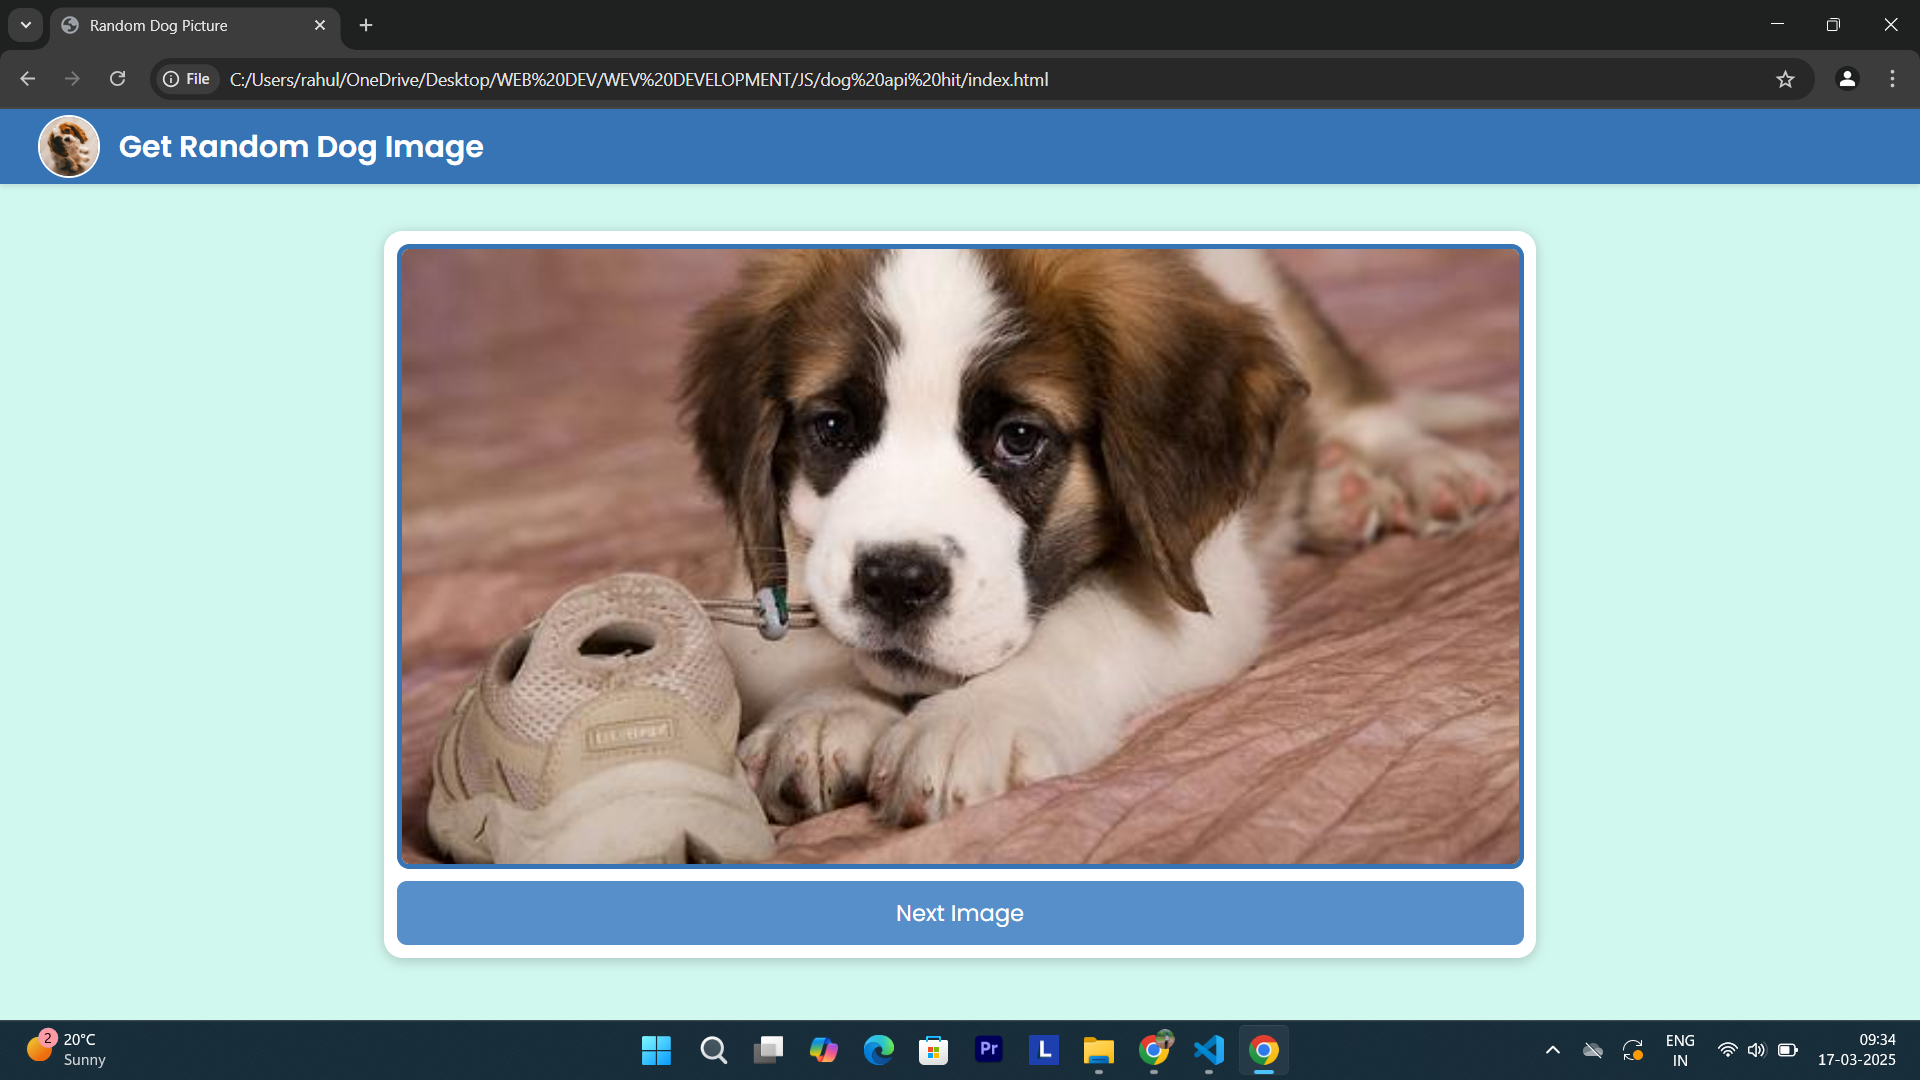 Random Dog Picture
File
C:/Users/rahul/OneDrive/Desktop/WEB%20DEV/WEV%20DEVELOPMENT/JS/dog%20api%20hit/index.html
Get Random Dog Image
Next Image
2
20°C
Sunny
Pr
L
ENG
IN
09:34
17-03-2025